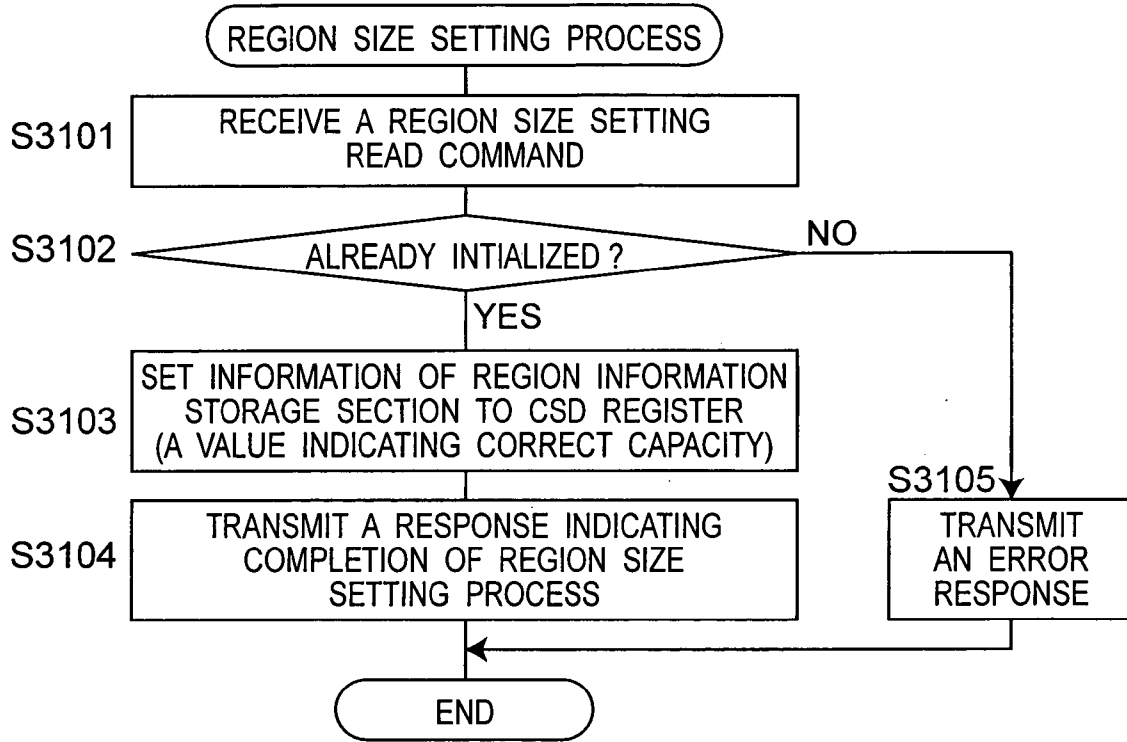 REGION SIZE SETTING PROCESS
S3101
RECEIVE A REGION SIZE SETTING
READ COMMAND
S3102
ALREADY INTIALIZED ?
NO
YES
S3103
SET INFORMATION OF REGION INFORMATION
STORAGE SECTION TO CSD REGISTER
(A VALUE INDICATING CORRECT CAPACITY)
S3104
TRANSMIT A RESPONSE INDICATING
COMPLETION OF REGION SIZE
SETTING PROCESS
S3105
TRANSMIT
AN ERROR
RESPONSE
END